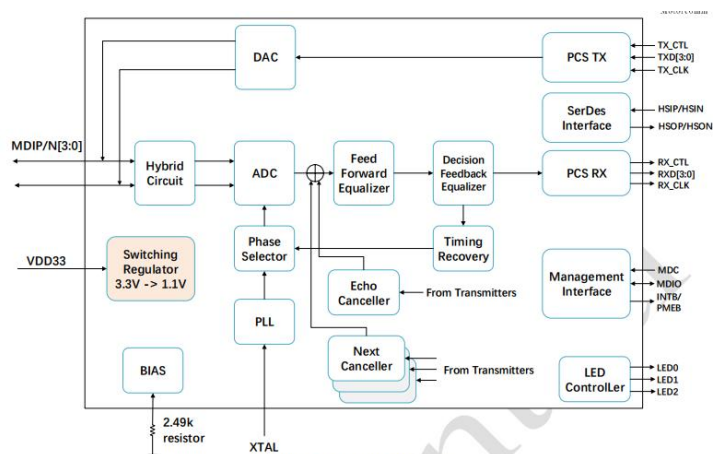 DAC
PCS TX
TX_CTL
TXD[3:0]
TX_CLK
SerDes
Interface
HSIP/HSIN
HSOP/HSON
MDIP/N[3:0]
Hybrid
Circuit
ADC
Feed
Forward
Equalizer
Decision
Feedback
Equalizer
PCS RX
RX_CTL
RXD[3:0]
RX_CLK
VDD33
Switching
Regulator
3.3V -> 1.1V
Phase
Selector
Timing
Recovery
Echo
Canceller
From Transmitters
Management
Interface
MDC
MDIO
INTB/
PMEB
PLL
Next
Canceller
From Transmitters
BIAS
LED
ControlLer
LED0
LED1
LED2
2.49k
resistor
XTAL